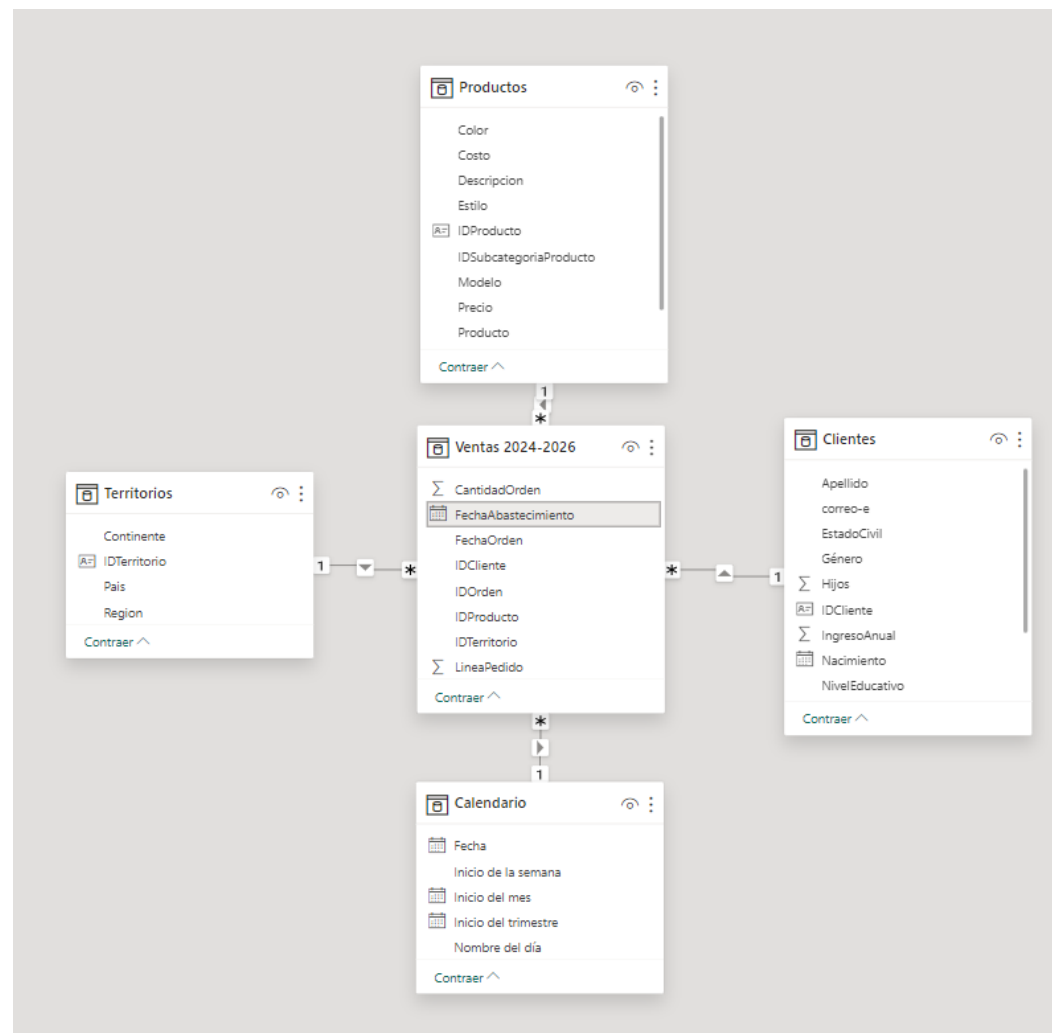 Productos
Color
Costo
Descripcion
Estilo
IDProducto
IDSubcategoriaProducto
Modelo
Precio
Producto
Contraer
1
*
Ventas 2024-2026
CantidadOrden
FechaAbastecimiento
FechaOrden
IDCliente
IDOrden
IDProducto
IDTerritorio
LineaPedido
Contraer
Territorios
Continente
IDTerritorio
Pais
Region
Contraer
1
*
*
1
Clientes
Apellido
correo-e
EstadoCivil
Género
Hijos
IDCliente
IngresoAnual
Nacimiento
NivelEducativo
Contraer
*
1
Calendario
Fecha
Inicio de la semana
Inicio del mes
Inicio del trimestre
Nombre del día
Contraer